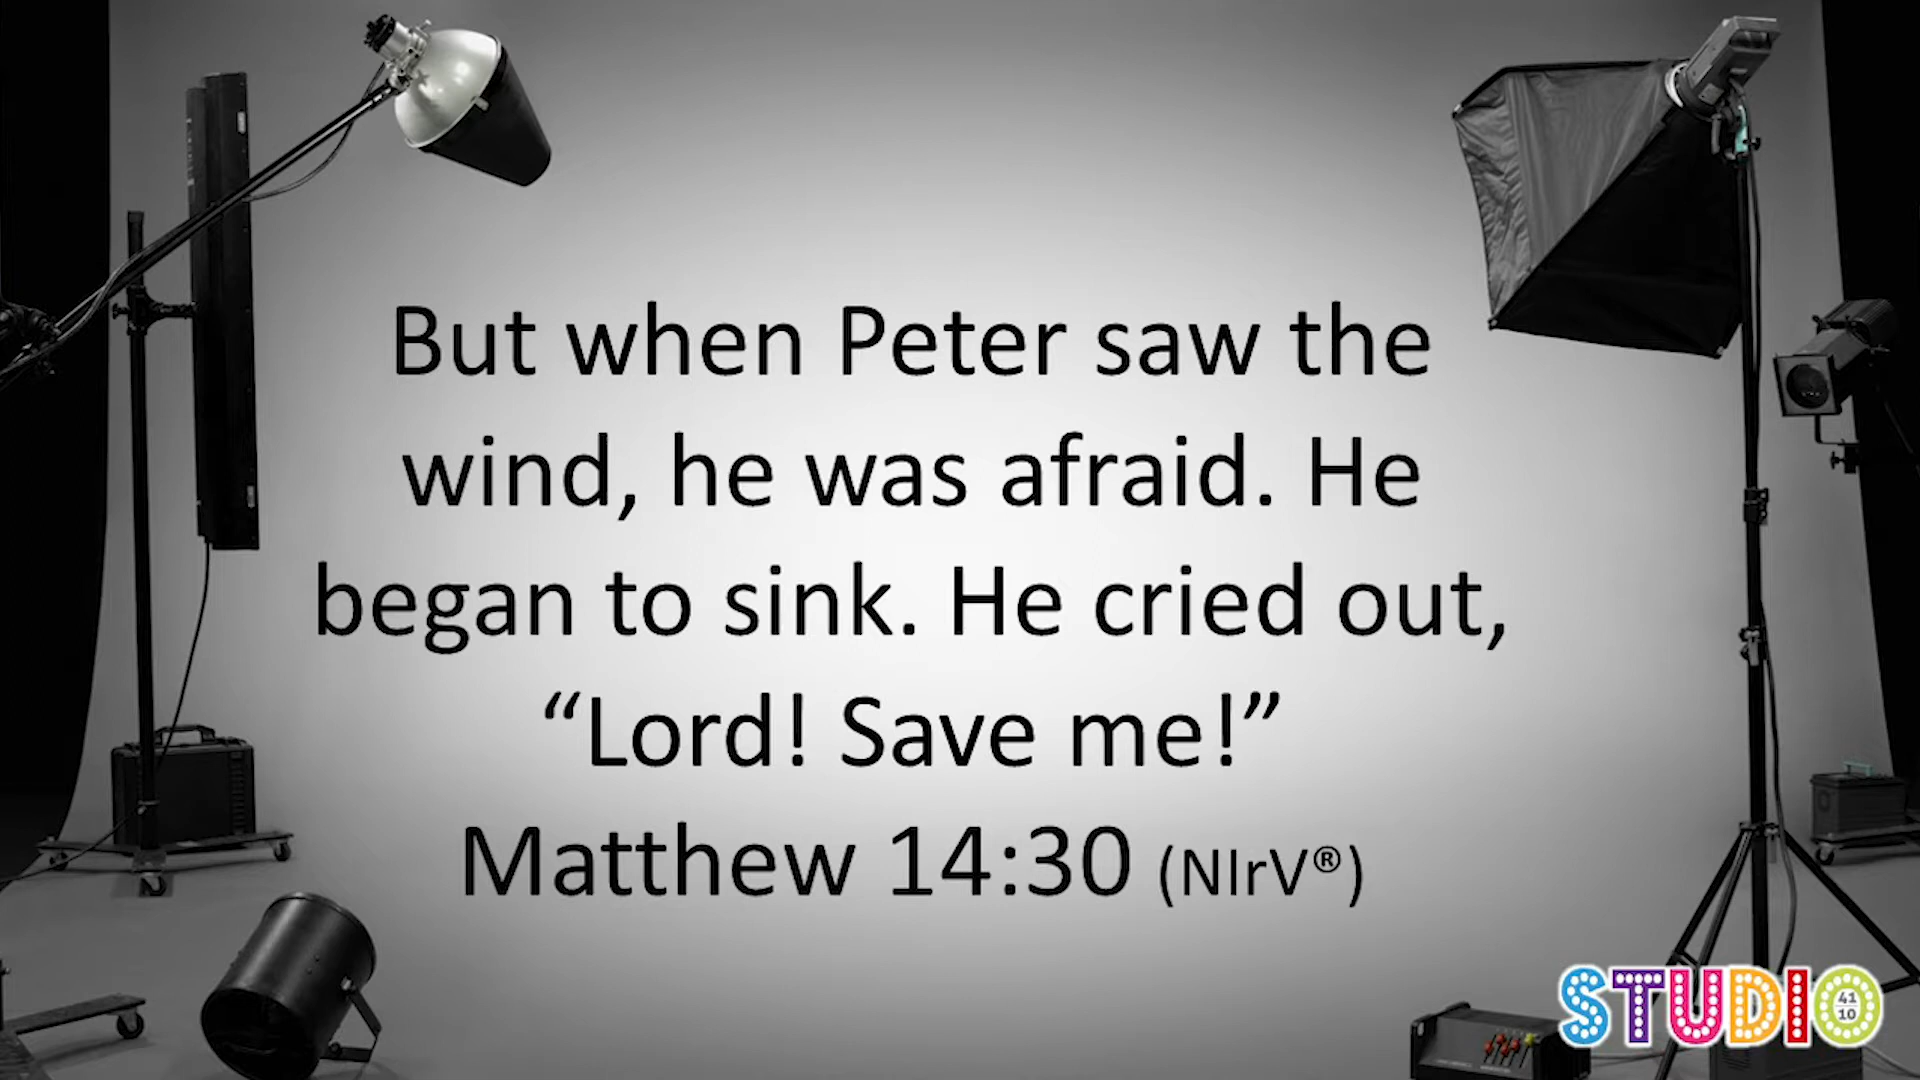 But when Peter saw the
wind, he was afraid. He
began to sink. He cried out,
“Lord! Save me!”
Matthew 14:30 (NIrV®)
STUDIO
41
10